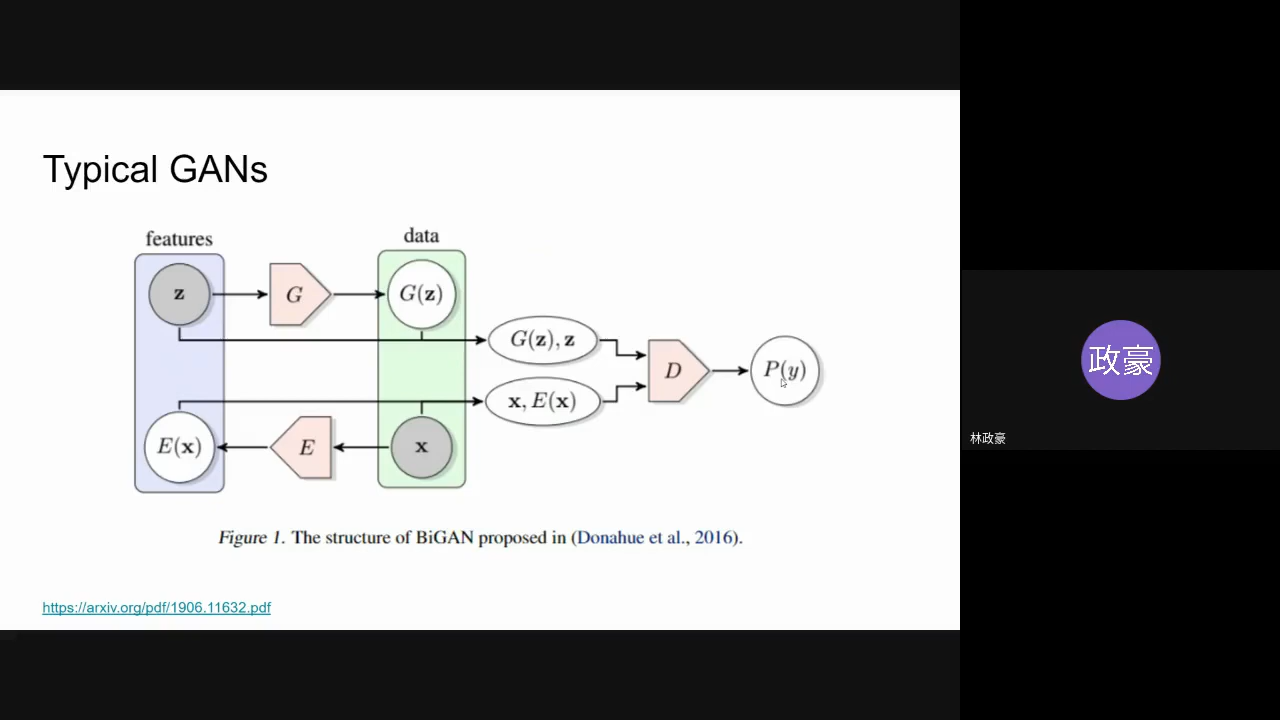 Typical GANs
features
data
z
G
G(z)
G(z), z
D
P(y)
x, E(x)
E(x)
E
x
Figure 1. The structure of BiGAN proposed in (Donahue et al., 2016).
https://arxiv.org/pdf/1906.11632.pdf
政豪
林政豪